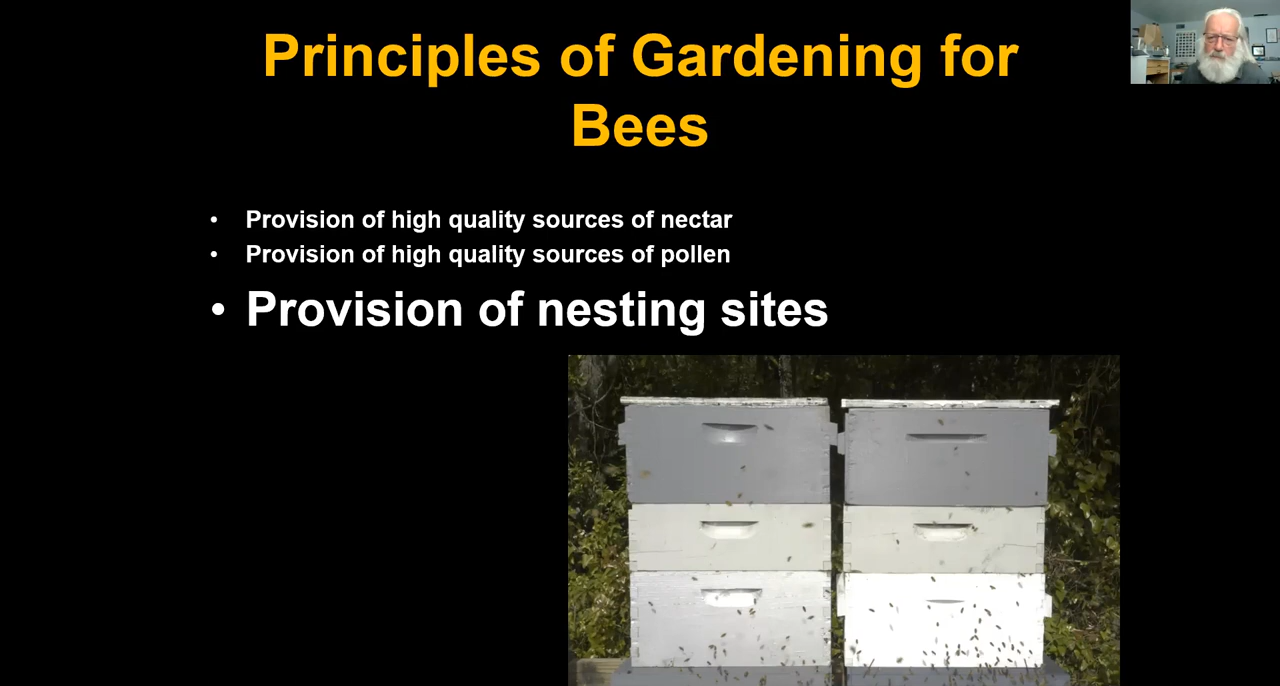 Principles of Gardening for
Bees
• Provision of high quality sources of nectar
• Provision of high quality sources of pollen
• Provision of nesting sites